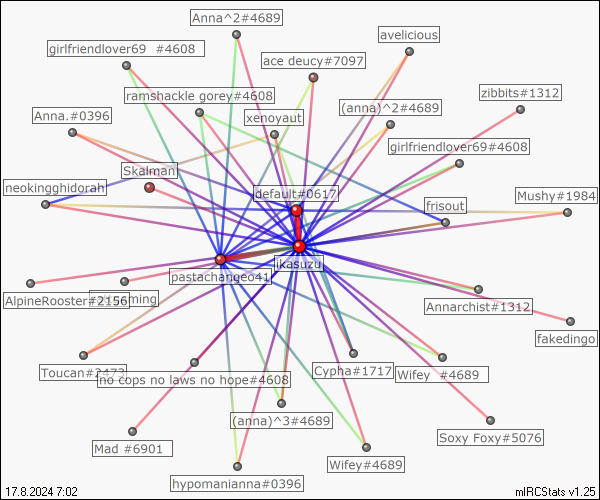 Anna^2#4689
avelicious
girlfriendlover69 #4608
ace deucy#7097
zibbits#1312
ramshackle gorey#4608
(anna)^2#4689
Anna.#0396
xenoyaut
girlfriendlover69#4608
Skalman
neokingghidorah
default#0617
Mushy#1984
frisout
ikasuzu
pastachange041
AlpineRooster#2156
Annarchist#1312
fakedingo
Toucan#2473
no cops no laws no hope#4608
Cypha#1717
Wifey #4689
(anna)^3#4689
Mad #6901
Soxy Foxy#5076
Wifey#4689
hypomanianna#0396
17.8.2024 7:02
mIRCStats v1.25